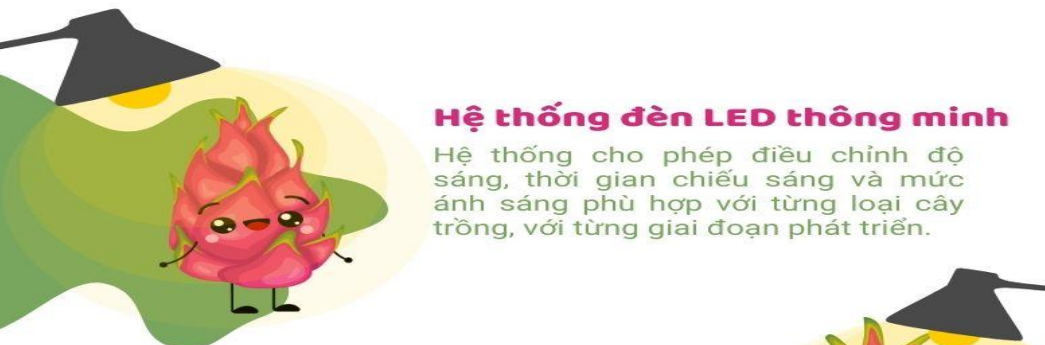 Hệ thống đèn LED thông minh
Hệ thống cho phép điều chỉnh độ
sáng, thời gian chiếu sáng và mức
ánh sáng phù hợp với từng loại cây
trồng, với từng giai đoạn phát triển.